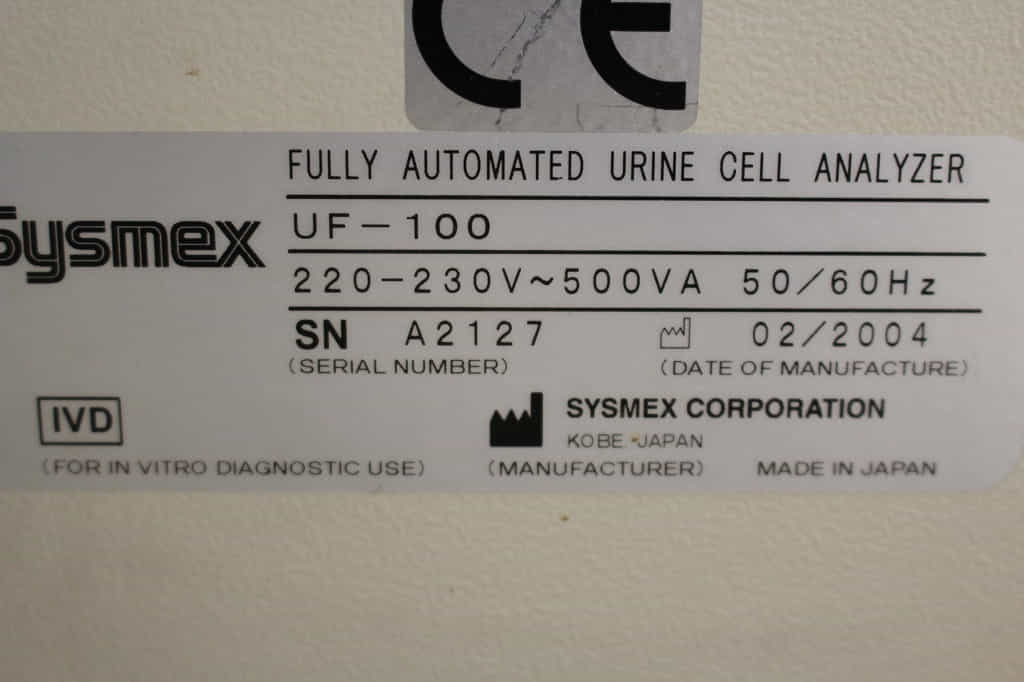 CE
FULLY AUTOMATED URINE CELL ANALYZER
Sysmex
UF-100
220-230V~500VA 50/60Hz
SN A2127 02/2004
(SERIAL NUMBER) (DATE OF MANUFACTURE)
IVD
SYSMEX CORPORATION
KOBE JAPAN
(FOR IN VITRO DIAGNOSTIC USE) (MANUFACTURER) MADE IN JAPAN